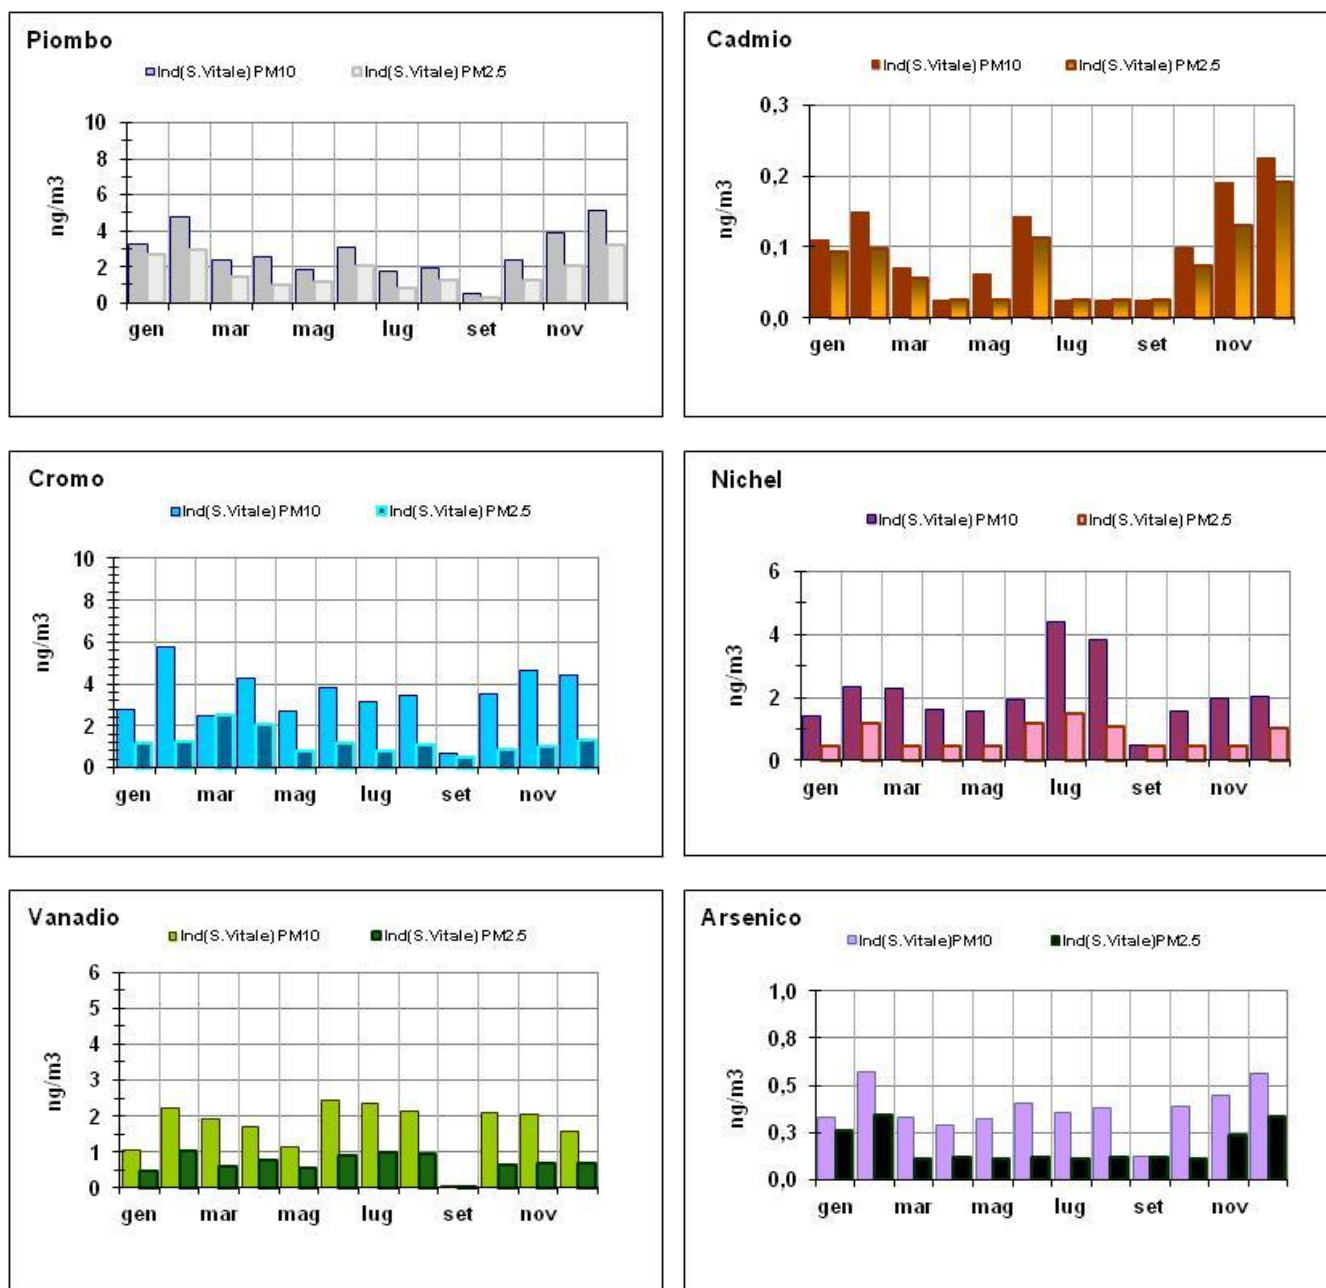 Piombo
Ind(S.Vitale)PM10 Ind(S.Vitale)PM2.5
ng/m3
10
8
6
4
2
0
gen mar mag lug set nov
Cadmio
Ind(S.Vitale)PM10 Ind(S.Vitale)PM2.5
ng/m3
0,3
0,2
0,1
0,0
gen mar mag lug set nov
Cromo
Ind(S.Vitale)PM10 Ind(S.Vitale)PM2.5
ng/m3
10
8
6
4
2
0
gen mar mag lug set nov
Nichel
Ind(S.Vitale)PM10 Ind(S.Vitale)PM2.5
ng/m3
6
4
2
0
gen mar mag lug set nov
Vanadio
Ind(S.Vitale)PM10 Ind(S.Vitale)PM2.5
ng/m3
6
5
4
3
2
1
0
gen mar mag lug set nov
Arsenico
Ind(S.Vitale)PM10 Ind(S.Vitale)PM2.5
ng/m3
1,0
0,8
0,5
0,3
0,0
gen mar mag lug set nov